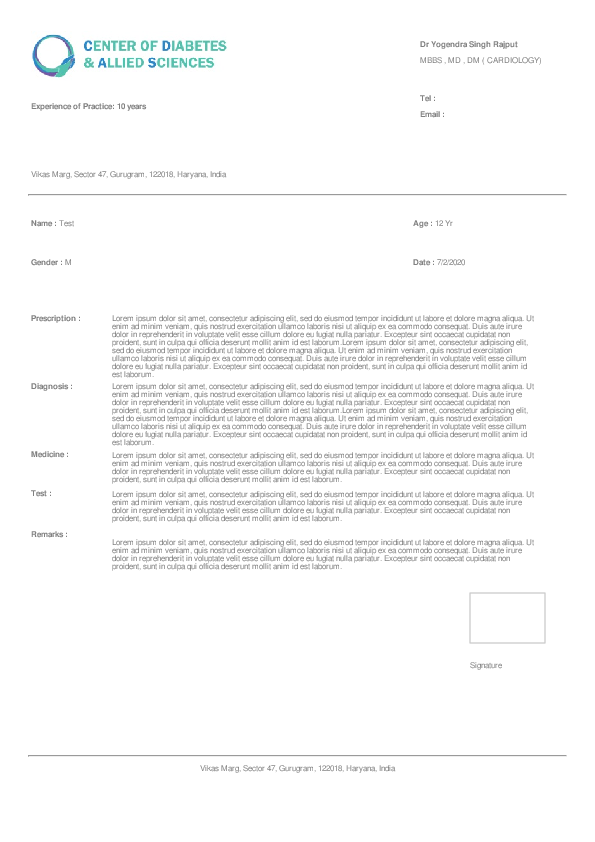 CENTER OF DIABETES
& ALLIED SCIENCES
Dr Yogendra Singh Rajput
MBBS , MD , DM ( CARDIOLOGY)
Tel :
Email :
Experience of Practice: 10 years
Vikas Marg, Sector 47, Gurugram, 122018, Haryana, India
Name : Test
Age : 12 Yr
Gender : M
Date : 7/2/2020
Prescription : Lorem ipsum dolor sit amet, consectetur adipiscing elit, sed do eiusmod tempor incididunt ut labore et dolore magna aliqua. Ut
enim ad minim veniam, quis nostrud exercitation ullamco laboris nisi ut aliquip ex ea commodo consequat. Duis aute irure
dolor in reprehenderit in voluptate velit esse cillum dolore eu fugiat nulla pariatur. Excepteur sint occaecat cupidatat non
proident, sunt in culpa qui officia deserunt mollit anim id est laborum.Lorem ipsum dolor sit amet, consectetur adipiscing elit,
sed do eiusmod tempor incididunt ut labore et dolore magna aliqua. Ut enim ad minim veniam, quis nostrud exercitation
ullamco laboris nisi ut aliquip ex ea commodo consequat. Duis aute irure dolor in reprehenderit in voluptate velit esse cillum
dolore eu fugiat nulla pariatur. Excepteur sint occaecat cupidatat non proident, sunt in culpa qui officia deserunt mollit anim id
est laborum.
Diagnosis : Lorem ipsum dolor sit amet, consectetur adipiscing elit, sed do eiusmod tempor incididunt ut labore et dolore magna aliqua. Ut
enim ad minim veniam, quis nostrud exercitation ullamco laboris nisi ut aliquip ex ea commodo consequat. Duis aute irure
dolor in reprehenderit in voluptate velit esse cillum dolore eu fugiat nulla pariatur. Excepteur sint occaecat cupidatat non
proident, sunt in culpa qui officia deserunt mollit anim id est laborum.Lorem ipsum dolor sit amet, consectetur adipiscing elit,
sed do eiusmod tempor incididunt ut labore et dolore magna aliqua. Ut enim ad minim veniam, quis nostrud exercitation
ullamco laboris nisi ut aliquip ex ea commodo consequat. Duis aute irure dolor in reprehenderit in voluptate velit esse cillum
dolore eu fugiat nulla pariatur. Excepteur sint occaecat cupidatat non proident, sunt in culpa qui officia deserunt mollit anim id
est laborum.
Medicine : Lorem ipsum dolor sit amet, consectetur adipiscing elit, sed do eiusmod tempor incididunt ut labore et dolore magna aliqua. Ut
enim ad minim veniam, quis nostrud exercitation ullamco laboris nisi ut aliquip ex ea commodo consequat. Duis aute irure
dolor in reprehenderit in voluptate velit esse cillum dolore eu fugiat nulla pariatur. Excepteur sint occaecat cupidatat non
proident, sunt in culpa qui officia deserunt mollit anim id est laborum.
Test : Lorem ipsum dolor sit amet, consectetur adipiscing elit, sed do eiusmod tempor incididunt ut labore et dolore magna aliqua. Ut
enim ad minim veniam, quis nostrud exercitation ullamco laboris nisi ut aliquip ex ea commodo consequat. Duis aute irure
dolor in reprehenderit in voluptate velit esse cillum dolore eu fugiat nulla pariatur. Excepteur sint occaecat cupidatat non
proident, sunt in culpa qui officia deserunt mollit anim id est laborum.
Remarks :
Lorem ipsum dolor sit amet, consectetur adipiscing elit, sed do eiusmod tempor incididunt ut labore et dolore magna aliqua. Ut
enim ad minim veniam, quis nostrud exercitation ullamco laboris nisi ut aliquip ex ea commodo consequat. Duis aute irure
dolor in reprehenderit in voluptate velit esse cillum dolore eu fugiat nulla pariatur. Excepteur sint occaecat cupidatat non
proident, sunt in culpa qui officia deserunt mollit anim id est laborum.
Signature
Vikas Marg, Sector 47, Gurugram, 122018, Haryana, India